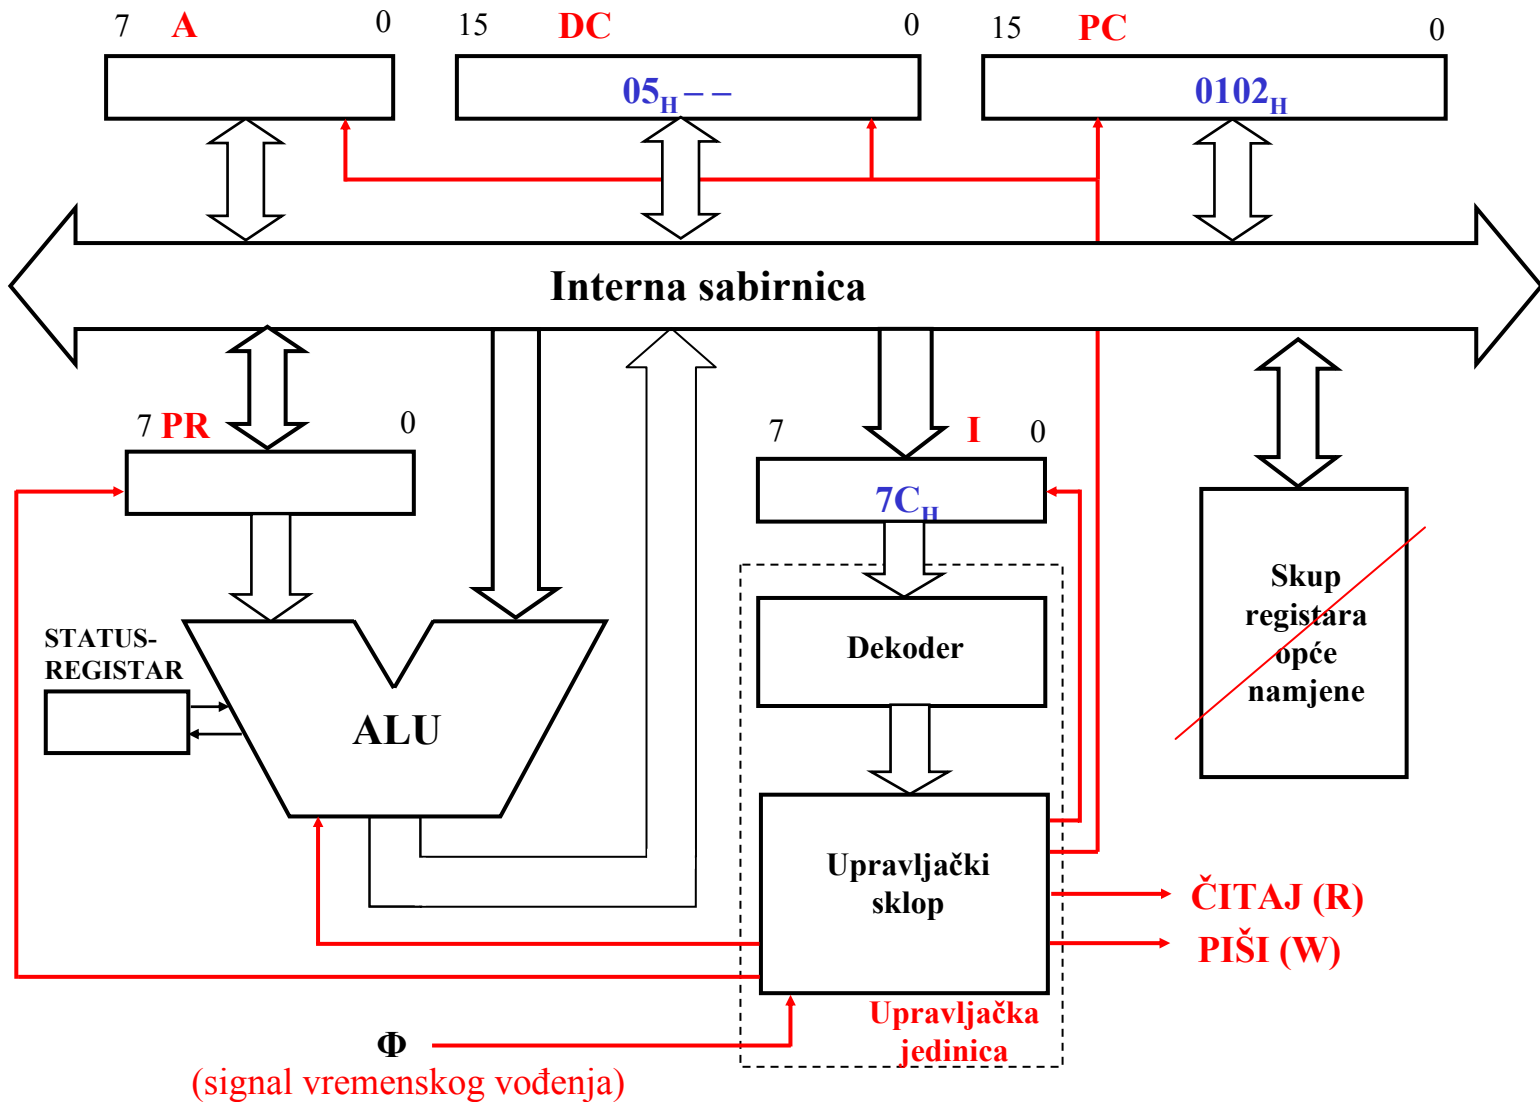 7 A 0
15 DC 0
15 PC 0
05H – –
0102H
Interna sabirnica
7 PR 0
7 I 0
7CH
STATUS-
REGISTAR
ALU
Dekoder
Skup
registara
opće
namjene
Upravljački
sklop
ČITAJ (R)
PIŠI (W)
Upravljačka
jedinica
Φ
(signal vremenskog vođenja)